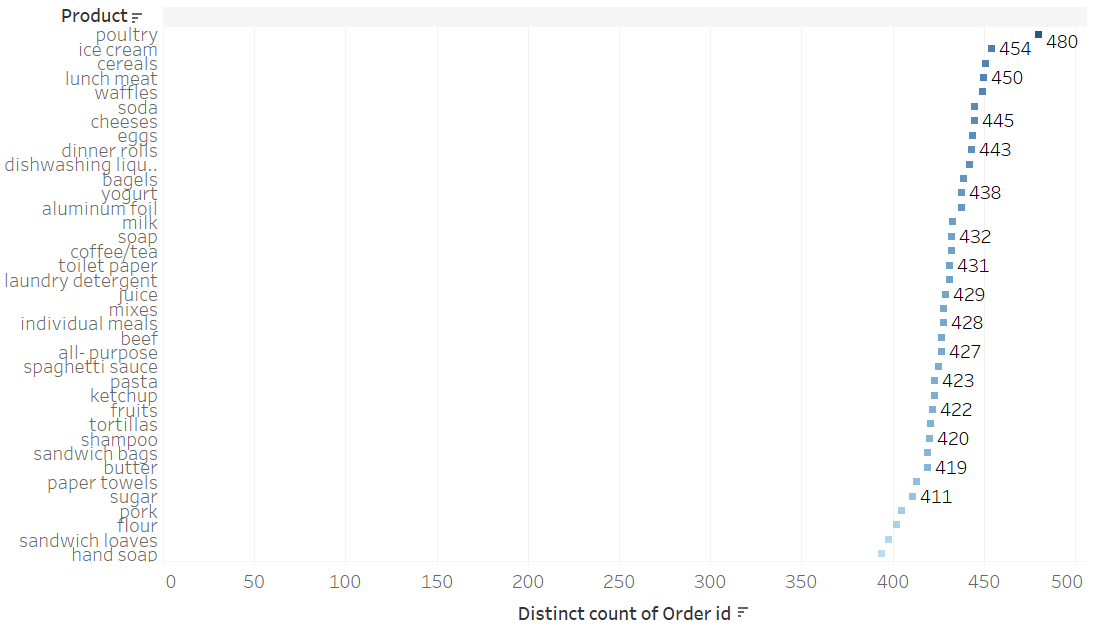 Product
poultry
480
ice cream
454
cereals
lunch meat
450
waffles
soda
cheeses
445
eggs
dinner rolls
443
dishwashing liqu..
bagels
yogurt
438
aluminum foil
milk
soap
432
coffee/tea
toilet paper
431
laundry detergent
juice
429
mixes
individual meals
428
beef
all- purpose
427
spaghetti sauce
pasta
423
ketchup
fruits
422
tortillas
shampoo
420
sandwich bags
butter
419
paper towels
sugar
411
pork
flour
sandwich loaves
hand soap
0 50 100 150 200 250 300 350 400 450 500
Distinct count of Order id